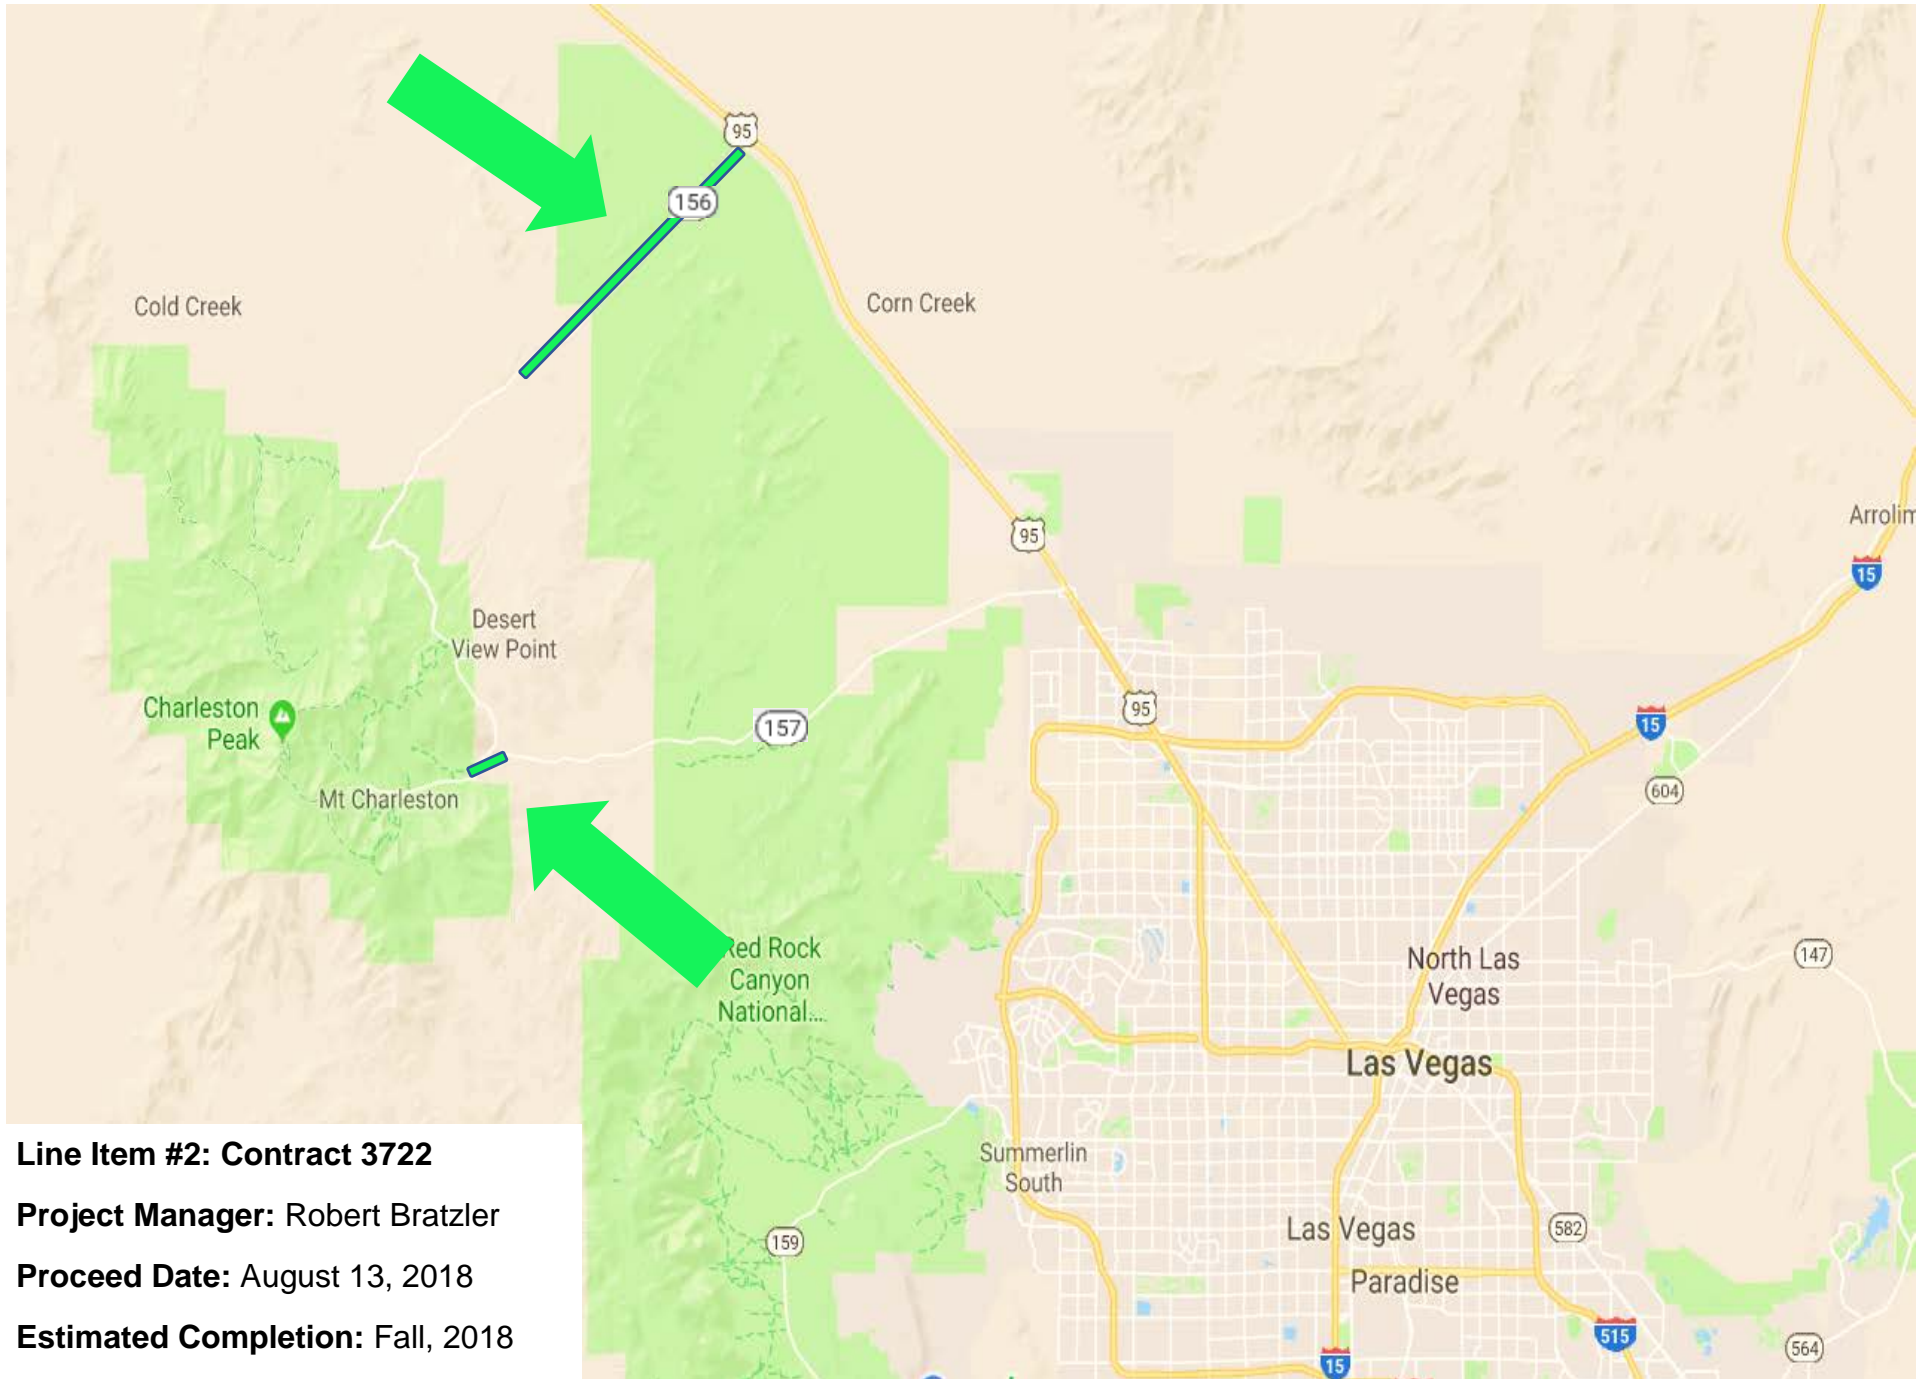 95
156
Cold Creek
Corn Creek
95
Arrolim
15
Desert
View Point
Charleston
Peak
157
95
15
Mt Charleston
604
Red Rock
Canyon
National...
North Las
Vegas
147
Las Vegas
Summerlin
South
159
Las Vegas
582
Paradise
515
564
15
Line Item #2: Contract 3722
Project Manager: Robert Bratzler
Proceed Date: August 13, 2018
Estimated Completion: Fall, 2018